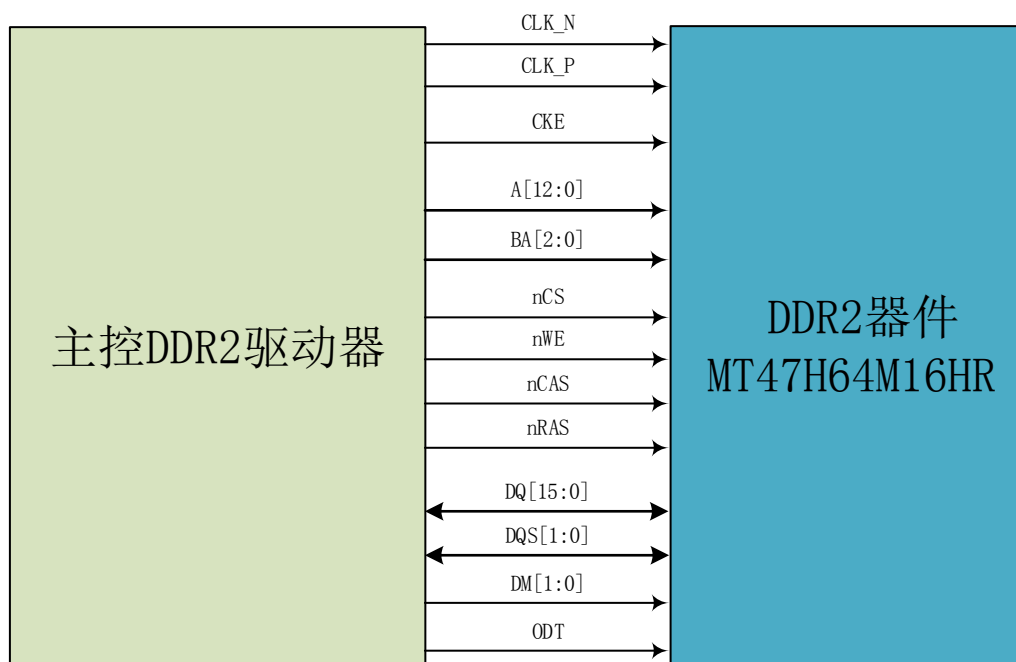 CLK_N
CLK_P
CKE
A[12:0]
BA[2:0]
nCS
nWE
nCAS
nRAS
DQ[15:0]
DQS[1:0]
DM[1:0]
ODT
主控DDR2驱动器
DDR2器件
MT47H64M16HR